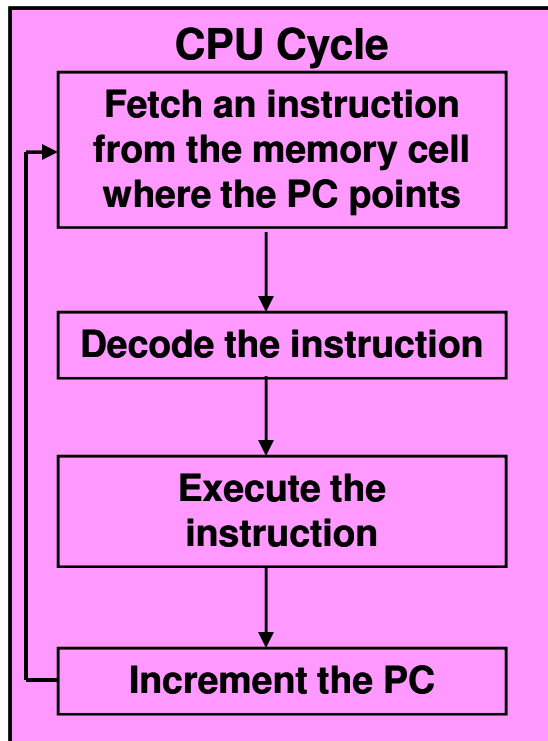 CPU Cycle
Fetch an instruction
from the memory cell
where the PC points
Decode the instruction
Execute the
instruction
Increment the PC